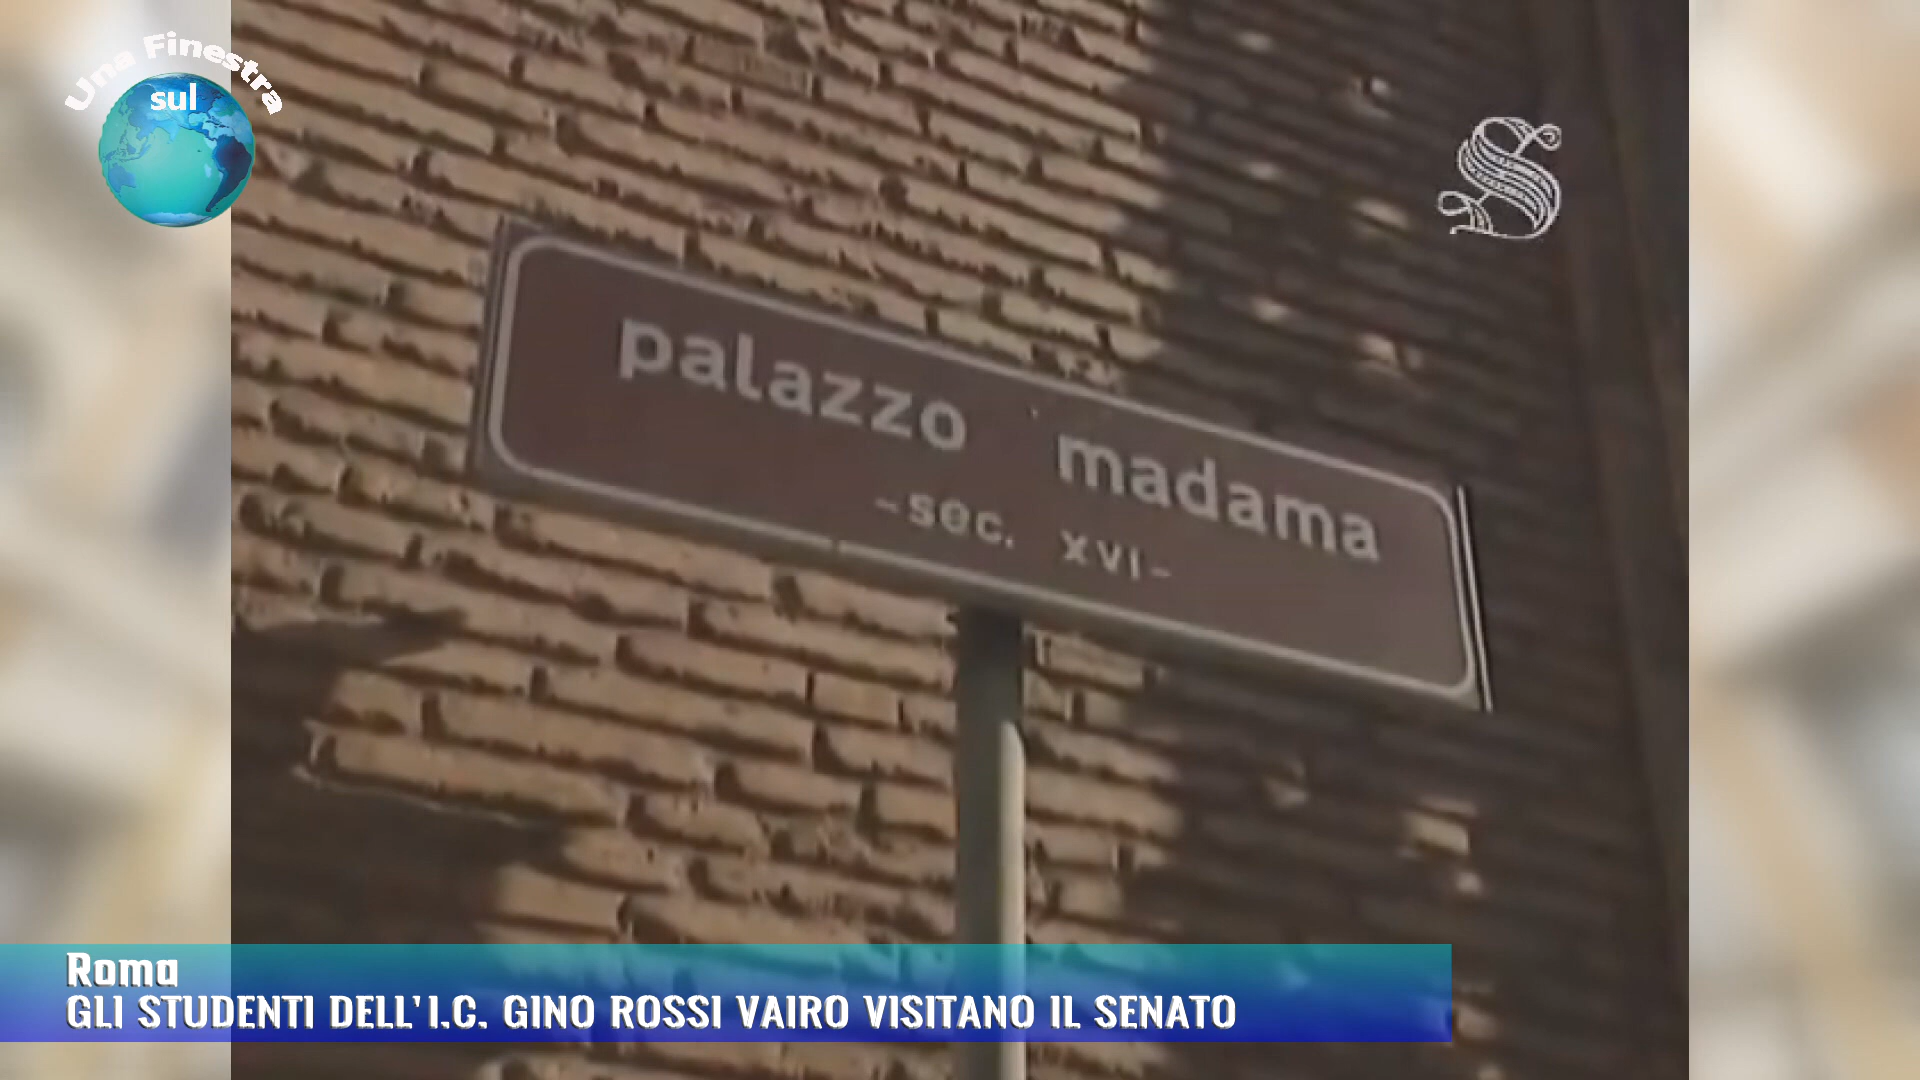 Una Finestra
sul
S
palazzo madama
-sec. XVI-
Roma
GLI STUDENTI DELL'I.C. GINO ROSSI VAIRO VISITANO IL SENATO